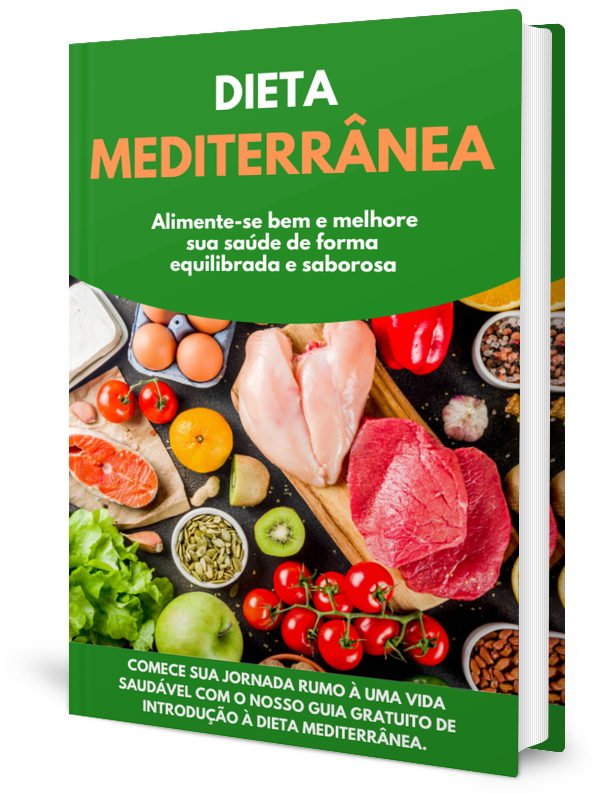 DIETA
MEDITERRÂNEA
Alimente-se bem e melhore
sua saúde de forma
equilibrada e saborosa
COMECE SUA JORNADA RUMO À UMA VIDA
SAUDÁVEL COM O NOSSO GUIA GRATUITO DE
INTRODUÇÃO À DIETA MEDITERRÂNEA.